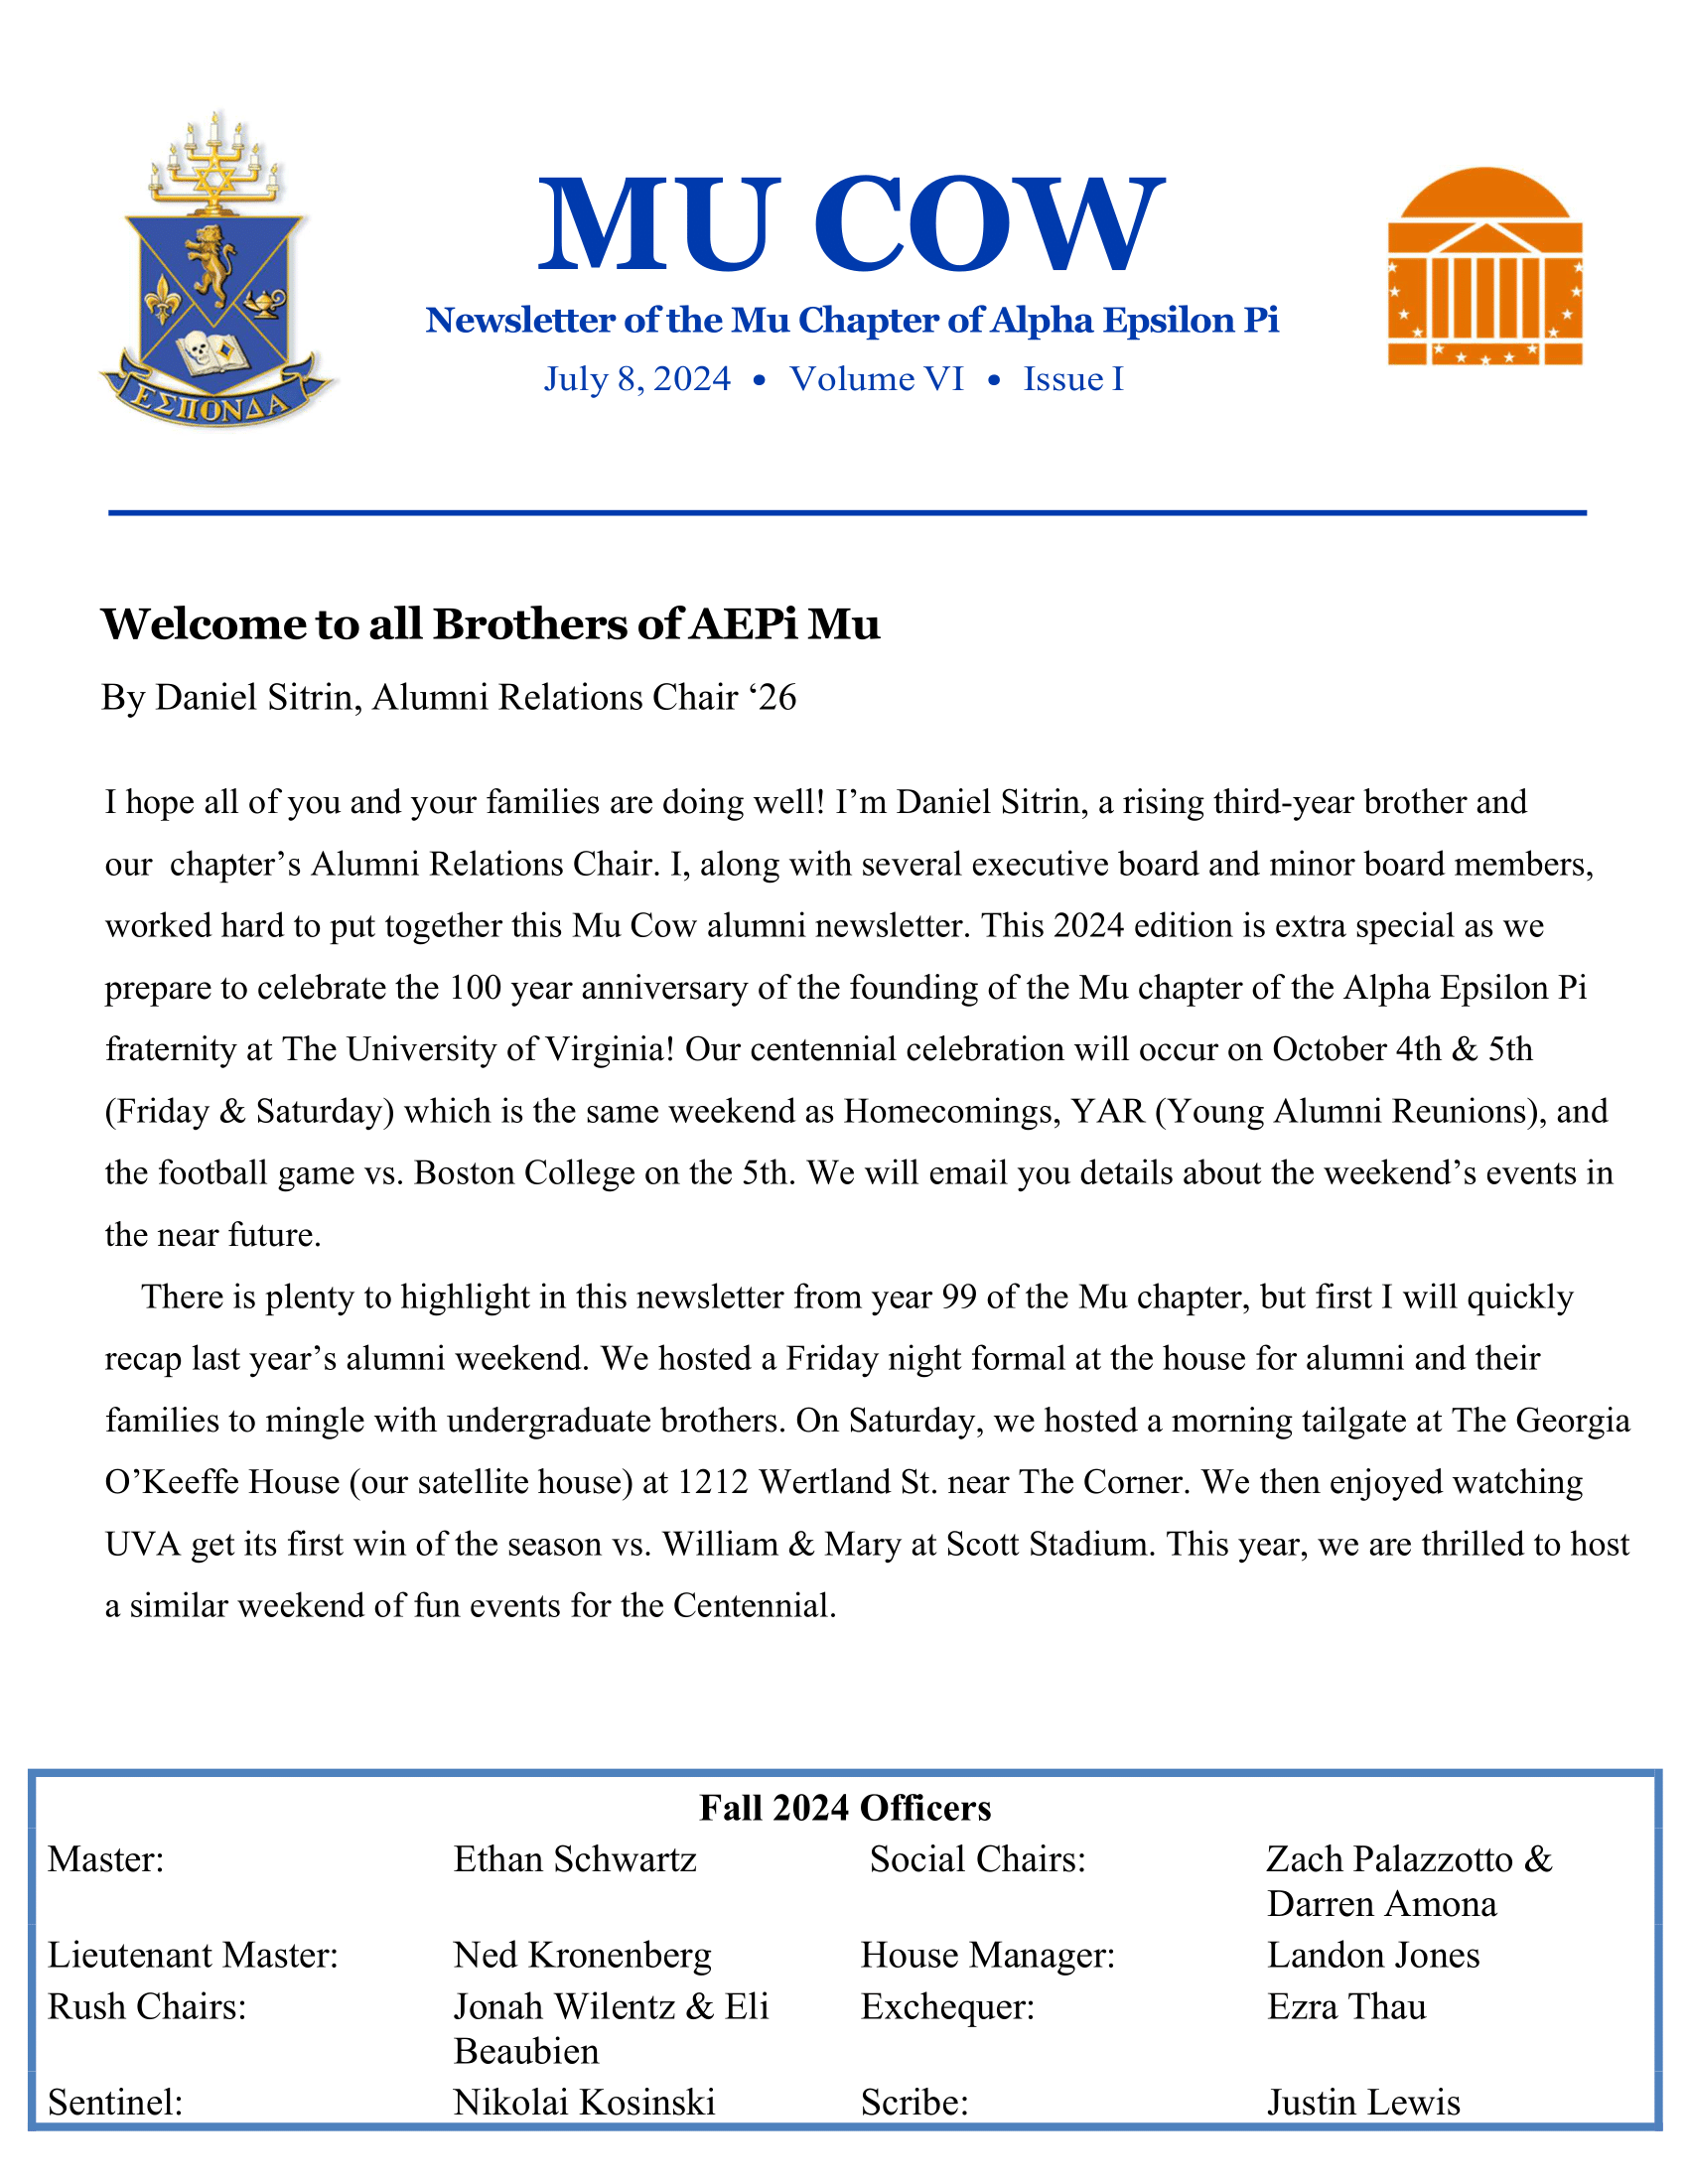 MU COW
Newsletter of the Mu Chapter of Alpha Epsilon Pi
July 8, 2024 • Volume VI • Issue I
ΕΣΠΟΝΔΑ
Welcome to all Brothers of AEPi Mu
By Daniel Sitrin, Alumni Relations Chair ‘26
I hope all of you and your families are doing well! I’m Daniel Sitrin, a rising third-year brother and
our  chapter’s Alumni Relations Chair. I, along with several executive board and minor board members,
worked hard to put together this Mu Cow alumni newsletter. This 2024 edition is extra special as we
prepare to celebrate the 100 year anniversary of the founding of the Mu chapter of the Alpha Epsilon Pi
fraternity at The University of Virginia! Our centennial celebration will occur on October 4th & 5th
(Friday & Saturday) which is the same weekend as Homecomings, YAR (Young Alumni Reunions), and
the football game vs. Boston College on the 5th. We will email you details about the weekend’s events in
the near future.
There is plenty to highlight in this newsletter from year 99 of the Mu chapter, but first I will quickly
recap last year’s alumni weekend. We hosted a Friday night formal at the house for alumni and their
families to mingle with undergraduate brothers. On Saturday, we hosted a morning tailgate at The Georgia
O’Keeffe House (our satellite house) at 1212 Wertland St. near The Corner. We then enjoyed watching
UVA get its first win of the season vs. William & Mary at Scott Stadium. This year, we are thrilled to host
a similar weekend of fun events for the Centennial.
Fall 2024 Officers
Master: Ethan Schwartz Social Chairs: Zach Palazzotto &
Darren Amona
Lieutenant Master: Ned Kronenberg House Manager: Landon Jones
Rush Chairs: Jonah Wilentz & Eli Exchequer: Ezra Thau
Beaubien
Sentinel: Nikolai Kosinski Scribe: Justin Lewis